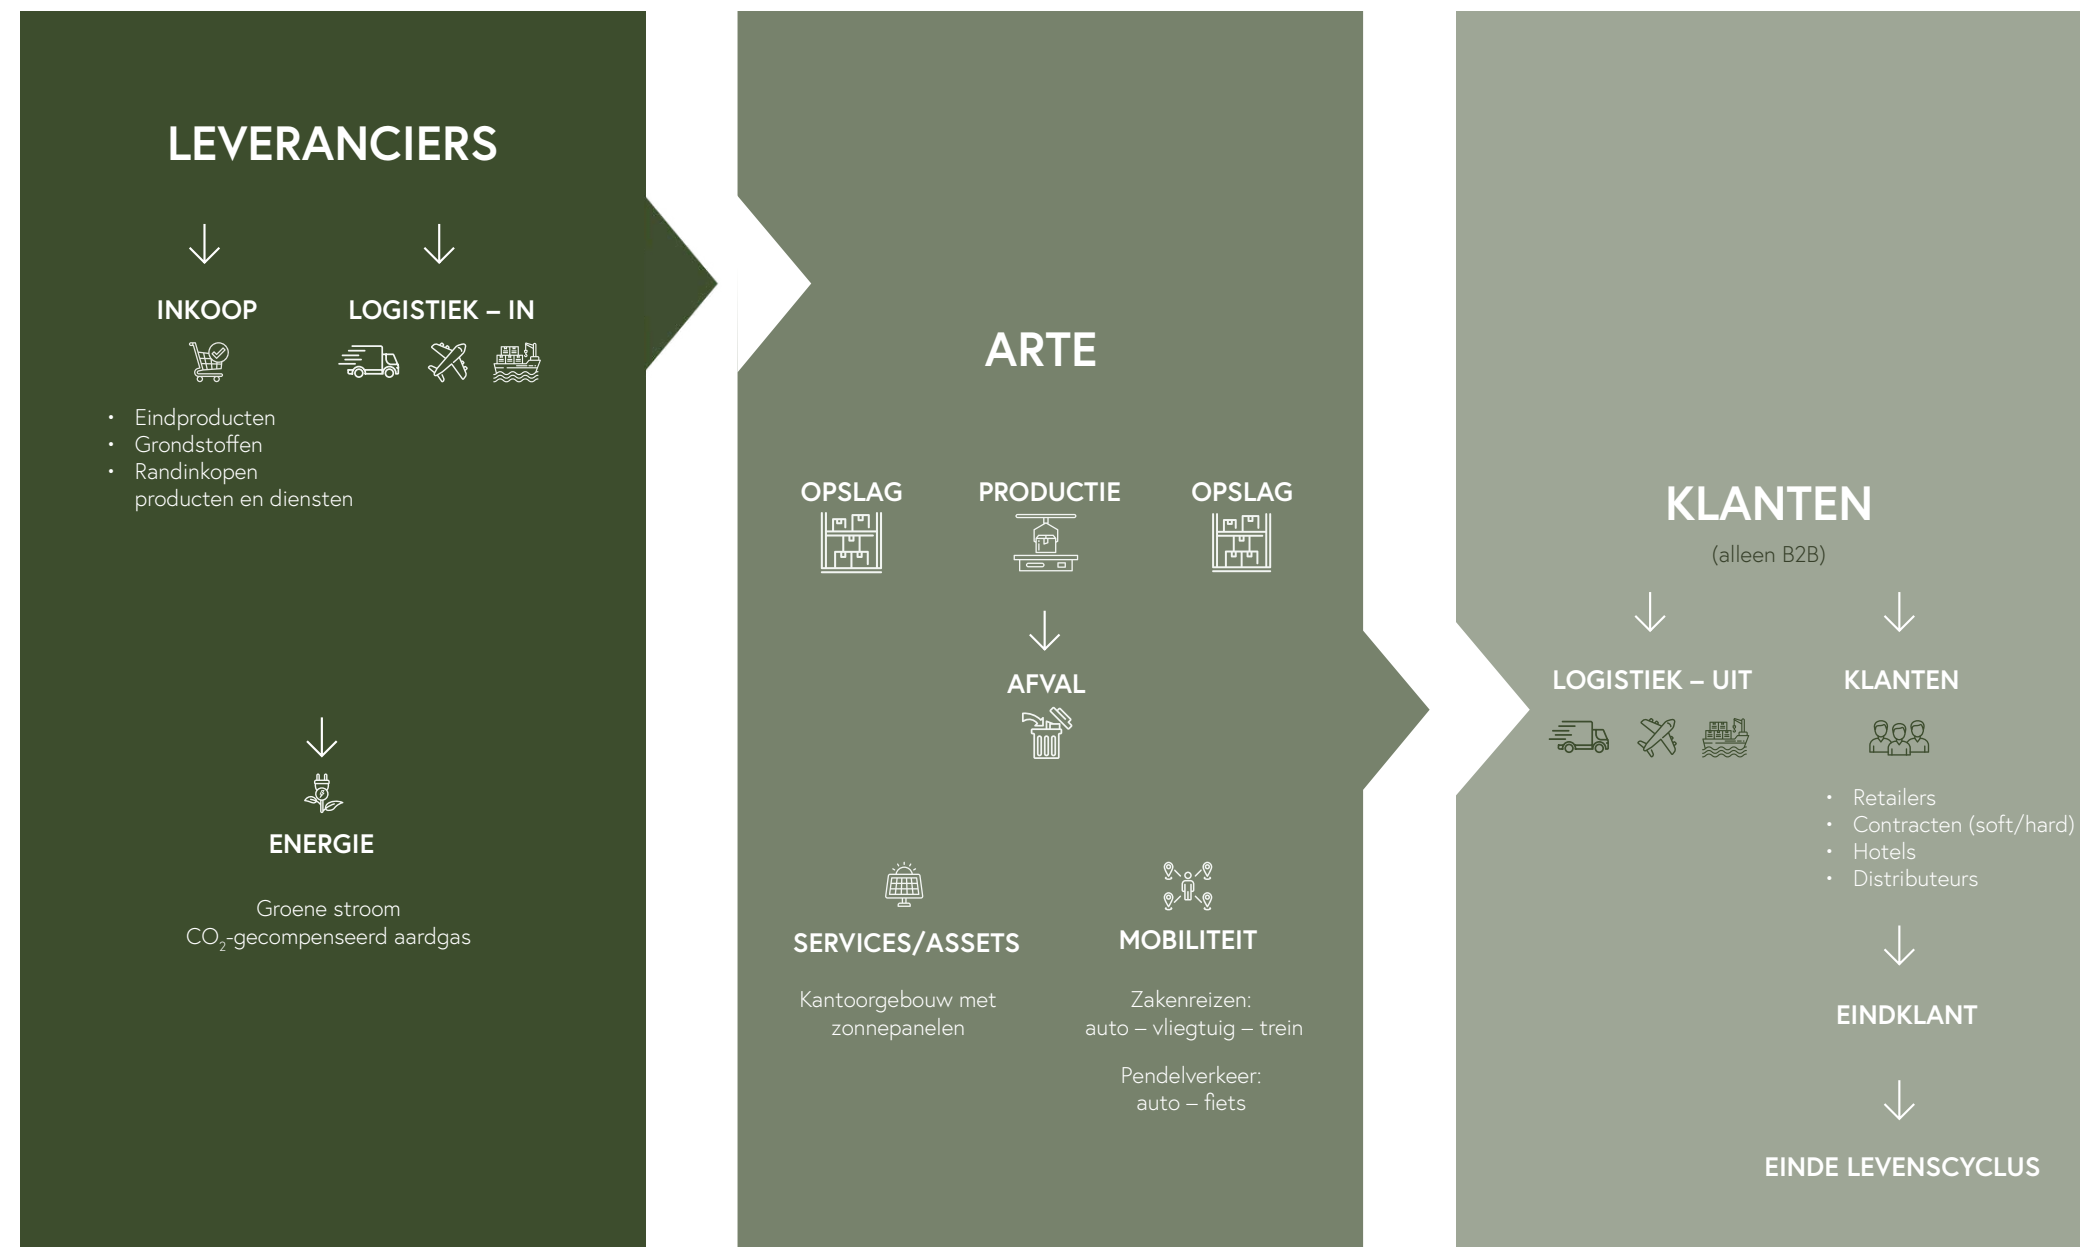 LEVERANCIERS
INKOOP
LOGISTIEK – IN
• Eindproducten
• Grondstoffen
• Randinkopen
producten en diensten
ENERGIE
Groene stroom
CO₂-gecompenseerd aardgas
ARTE
OPSLAG
PRODUCTIE
OPSLAG
AFVAL
SERVICES/ASSETS
Kantoorgebouw met
zonnepanelen
MOBILITEIT
Zakenreizen:
auto – vliegtuig – trein
Pendelverkeer:
auto – fiets
KLANTEN
(alleen B2B)
LOGISTIEK – UIT
KLANTEN
• Retailers
• Contracten (soft/hard)
• Hotels
• Distributeurs
EINDKLANT
EINDE LEVENSCYCLUS